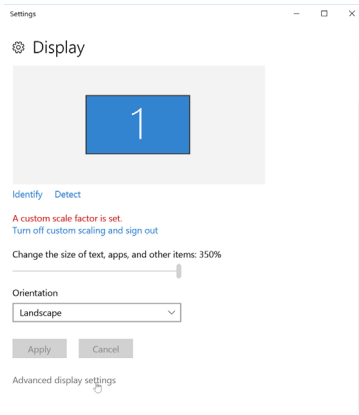 Settings
Display
1
Identify Detect
A custom scale factor is set.
Turn off custom scaling and sign out
Change the size of text, apps, and other items: 350%
Orientation
Landscape
Apply Cancel
Advanced display settings